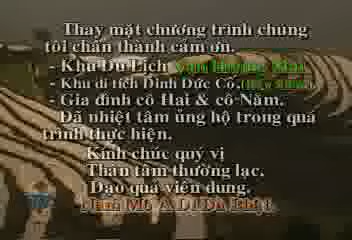 Thay mặt chương trình chúng
tôi chân thành cảm ơn.
- Khu Du Lịch
- Khu di tích Dinh Đức Cố.
- Gia đình cô Hai & cô Năm.
Đã nhiệt tâm ủng hộ trong quá
trình thực hiện.
Kính chúc quý vị
Thân tâm thường lạc.
Đạo quả viên dung.